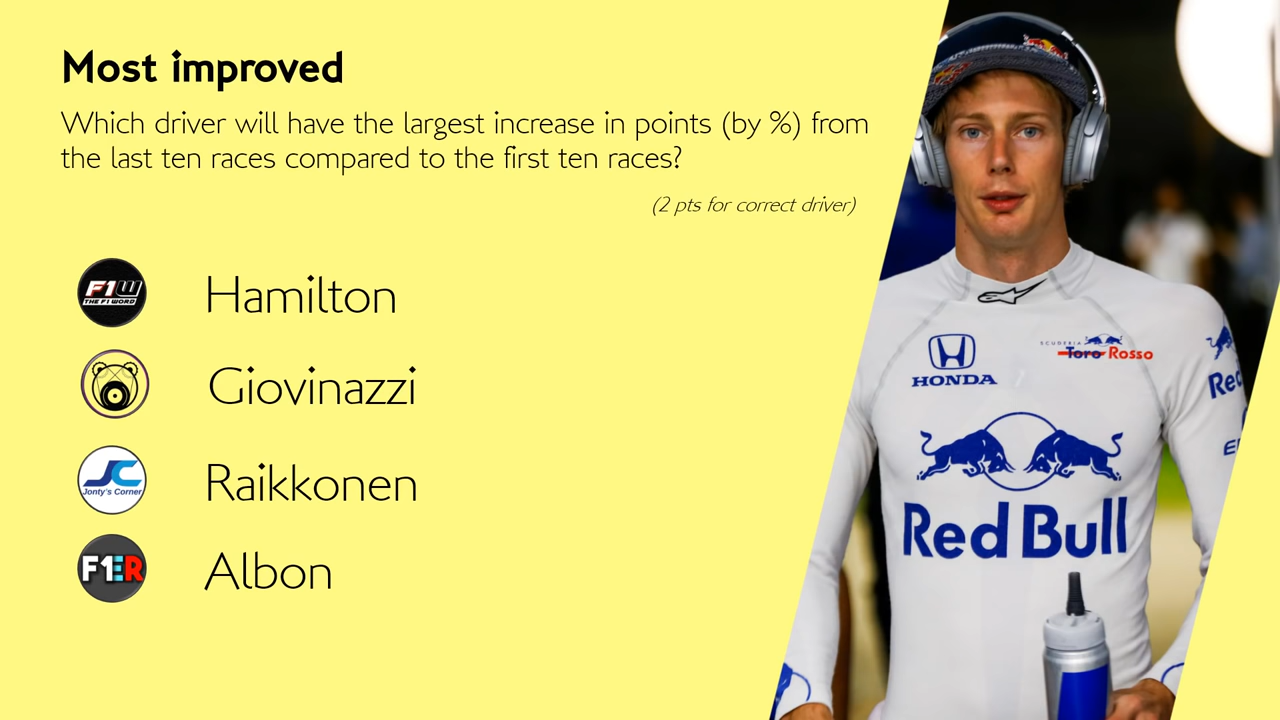 Most improved
Which driver will have the largest increase in points (by %) from
the last ten races compared to the first ten races?
(2 pts for correct driver)
F1W
THE F1 WORD
Hamilton
Giovinazzi
JC
Jonty's Corner
Raikkonen
F1ER
Albon
HONDA
SCUDERIA
Toro Rosso
Red Bull